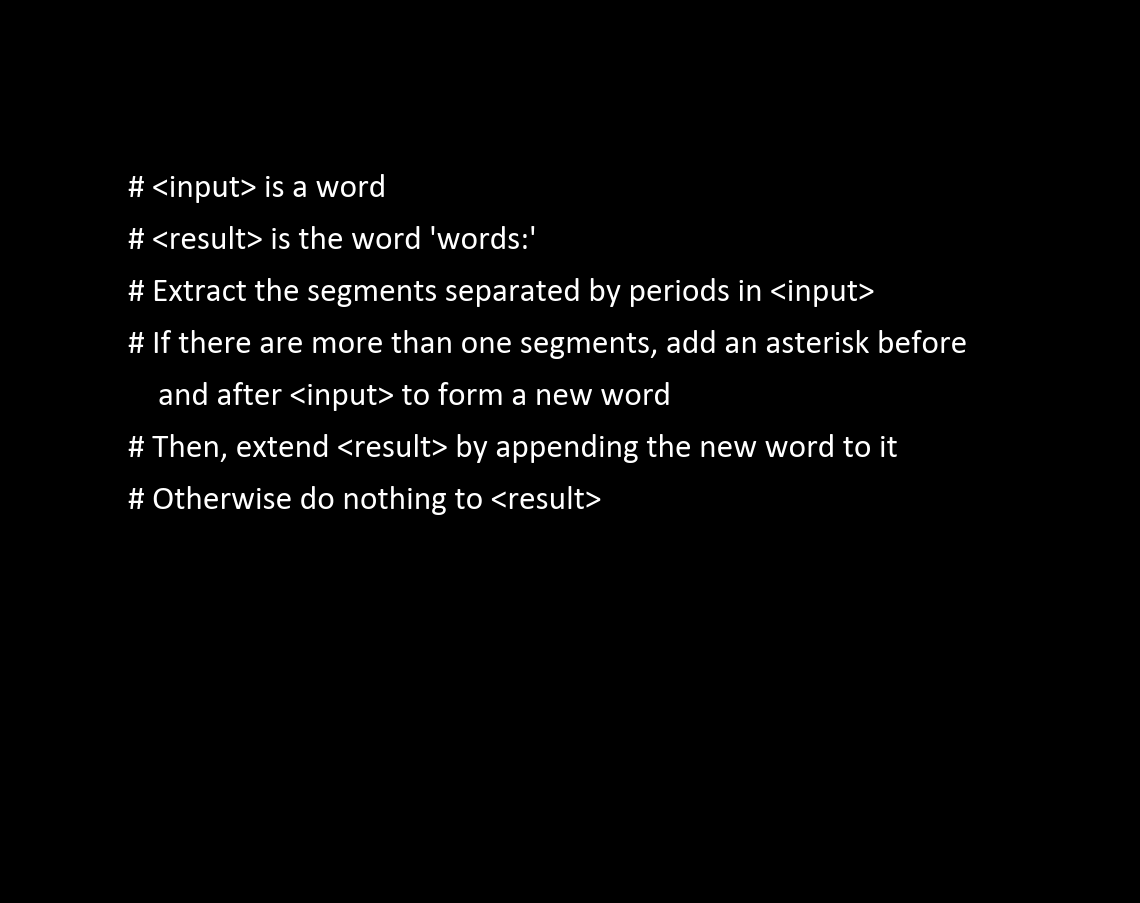 # <input> is a word
# <result> is the word 'words:'
# Extract the segments separated by periods in <input>
# If there are more than one segments, add an asterisk before
and after <input> to form a new word
# Then, extend <result> by appending the new word to it
# Otherwise do nothing to <result>